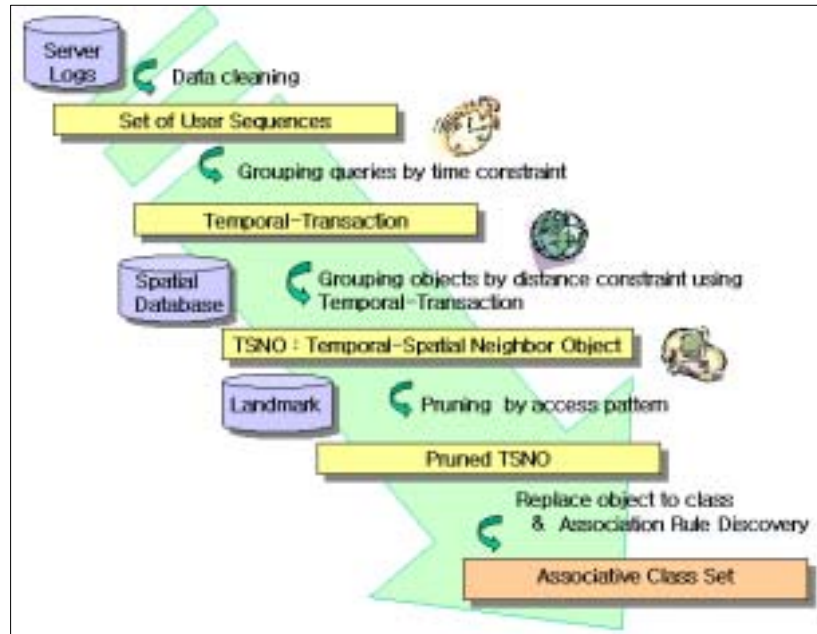 Server
Logs
Data cleaning
Set of User Sequences
Grouping queries by time constraint
Temporal-Transaction
Spatial
Database
Grouping objects by distance constraint using
Temporal-Transaction
TSNO : Temporal-Spatial Neighbor Object
Landmark
Pruning by access pattern
Pruned TSNO
Replace object to class
& Association Rule Discovery
Associative Class Set